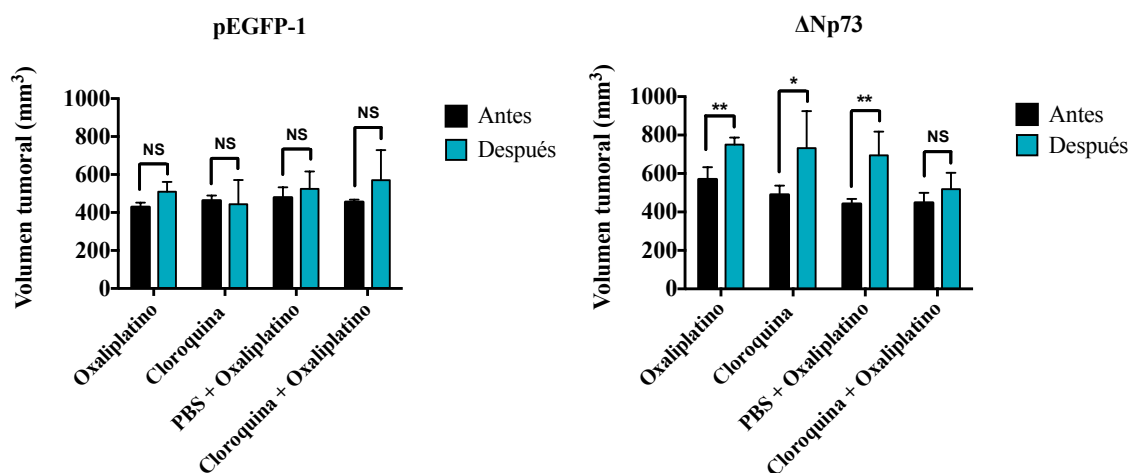 pEGFP-1
Volumen tumoral (mm³)
1000
800
600
400
200
0
NS
NS
NS
NS
Antes
Después
Oxaliplatino
Cloroquina
PBS + Oxaliplatino
Cloroquina + Oxaliplatino
ΔNp73
Volumen tumoral (mm³)
1000
800
600
400
200
0
**
*
**
NS
Antes
Después
Oxaliplatino
Cloroquina
PBS + Oxaliplatino
Cloroquina + Oxaliplatino